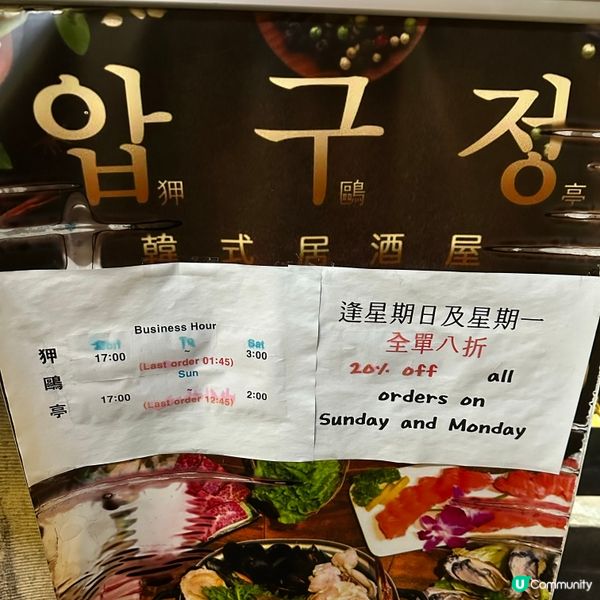 압구정
狎鷗亭
韓式居酒屋
狎鷗亭
Business Hour
Mon To Sat
17:00 ~ 3:00
(Last order 01:45)
Sun
17:00 ~ 2:00
(Last order 12:45)
逢星期日及星期一
全單八折
20% off all
orders on
Sunday and Monday
U Community